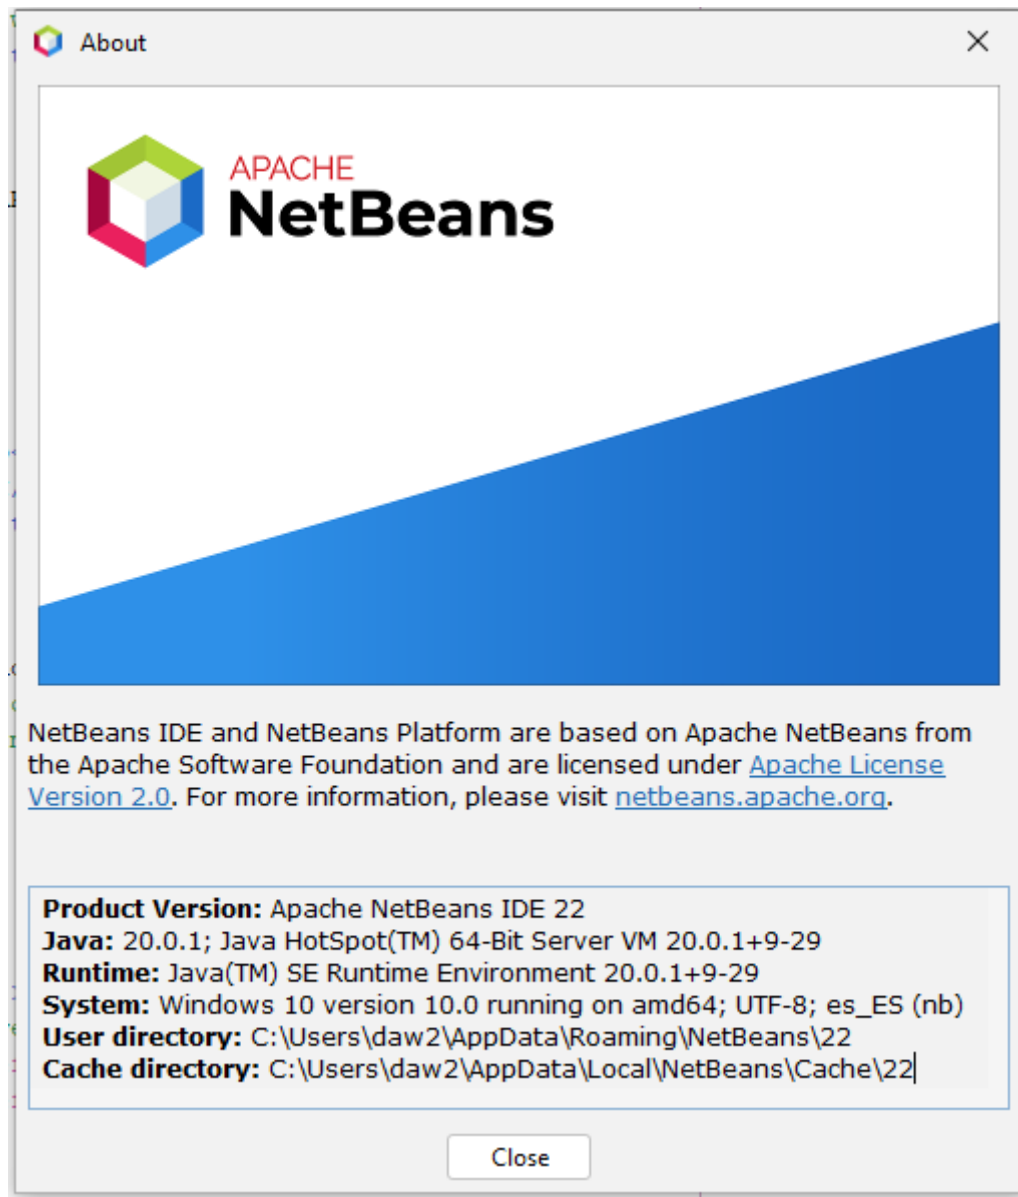 About
APACHE
NetBeans
NetBeans IDE and NetBeans Platform are based on Apache NetBeans from
the Apache Software Foundation and are licensed under Apache License
Version 2.0. For more information, please visit netbeans.apache.org.
Product Version: Apache NetBeans IDE 22
Java: 20.0.1; Java HotSpot(TM) 64-Bit Server VM 20.0.1+9-29
Runtime: Java(TM) SE Runtime Environment 20.0.1+9-29
System: Windows 10 version 10.0 running on amd64; UTF-8; es_ES (nb)
User directory: C:\Users\daw2\AppData\Roaming\NetBeans\22
Cache directory: C:\Users\daw2\AppData\Local\NetBeans\Cache\22
Close